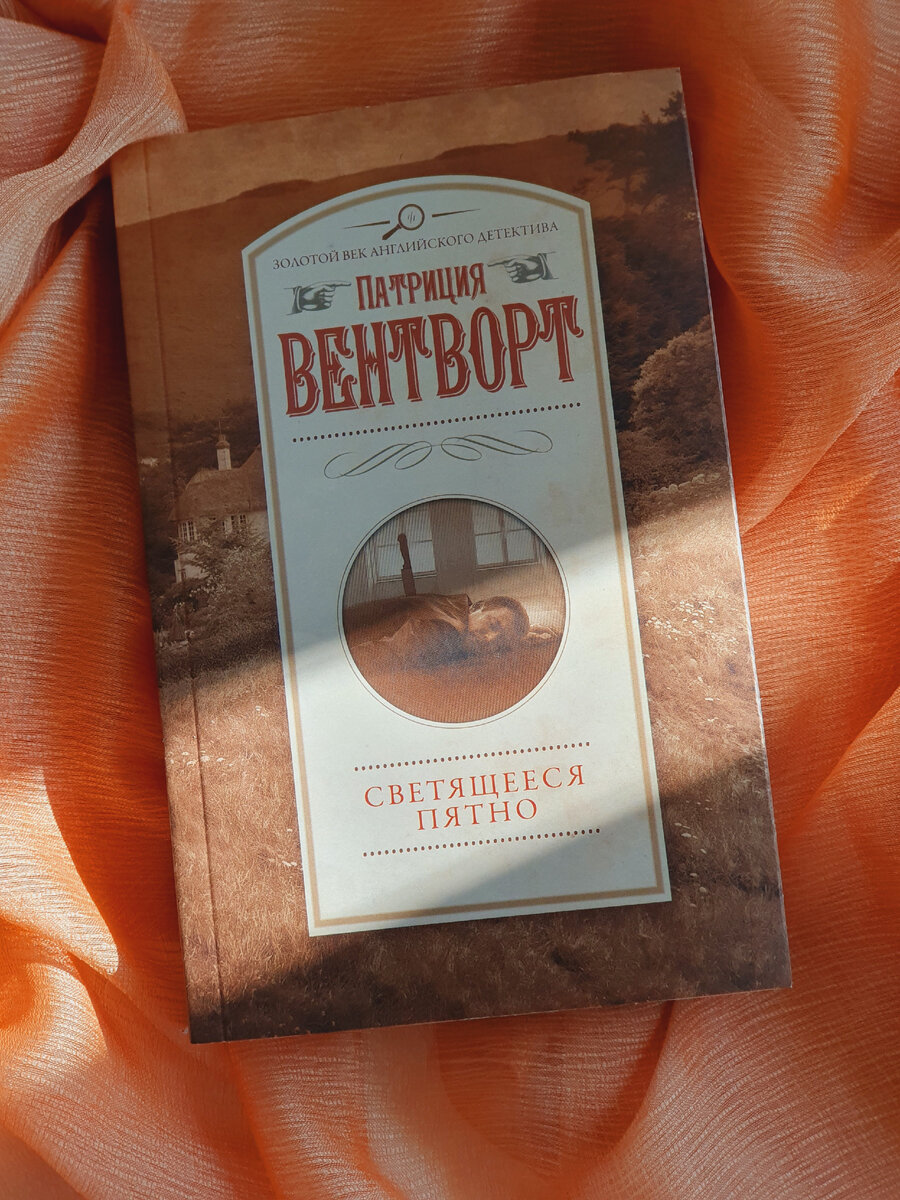 ЗОЛОТОЙ ВЕК АНГЛИЙСКОГО ДЕТЕКТИВА
ПАТРИЦИЯ
ВЕНТВОРТ
СВЕТЯЩЕЕСЯ
ПЯТНО